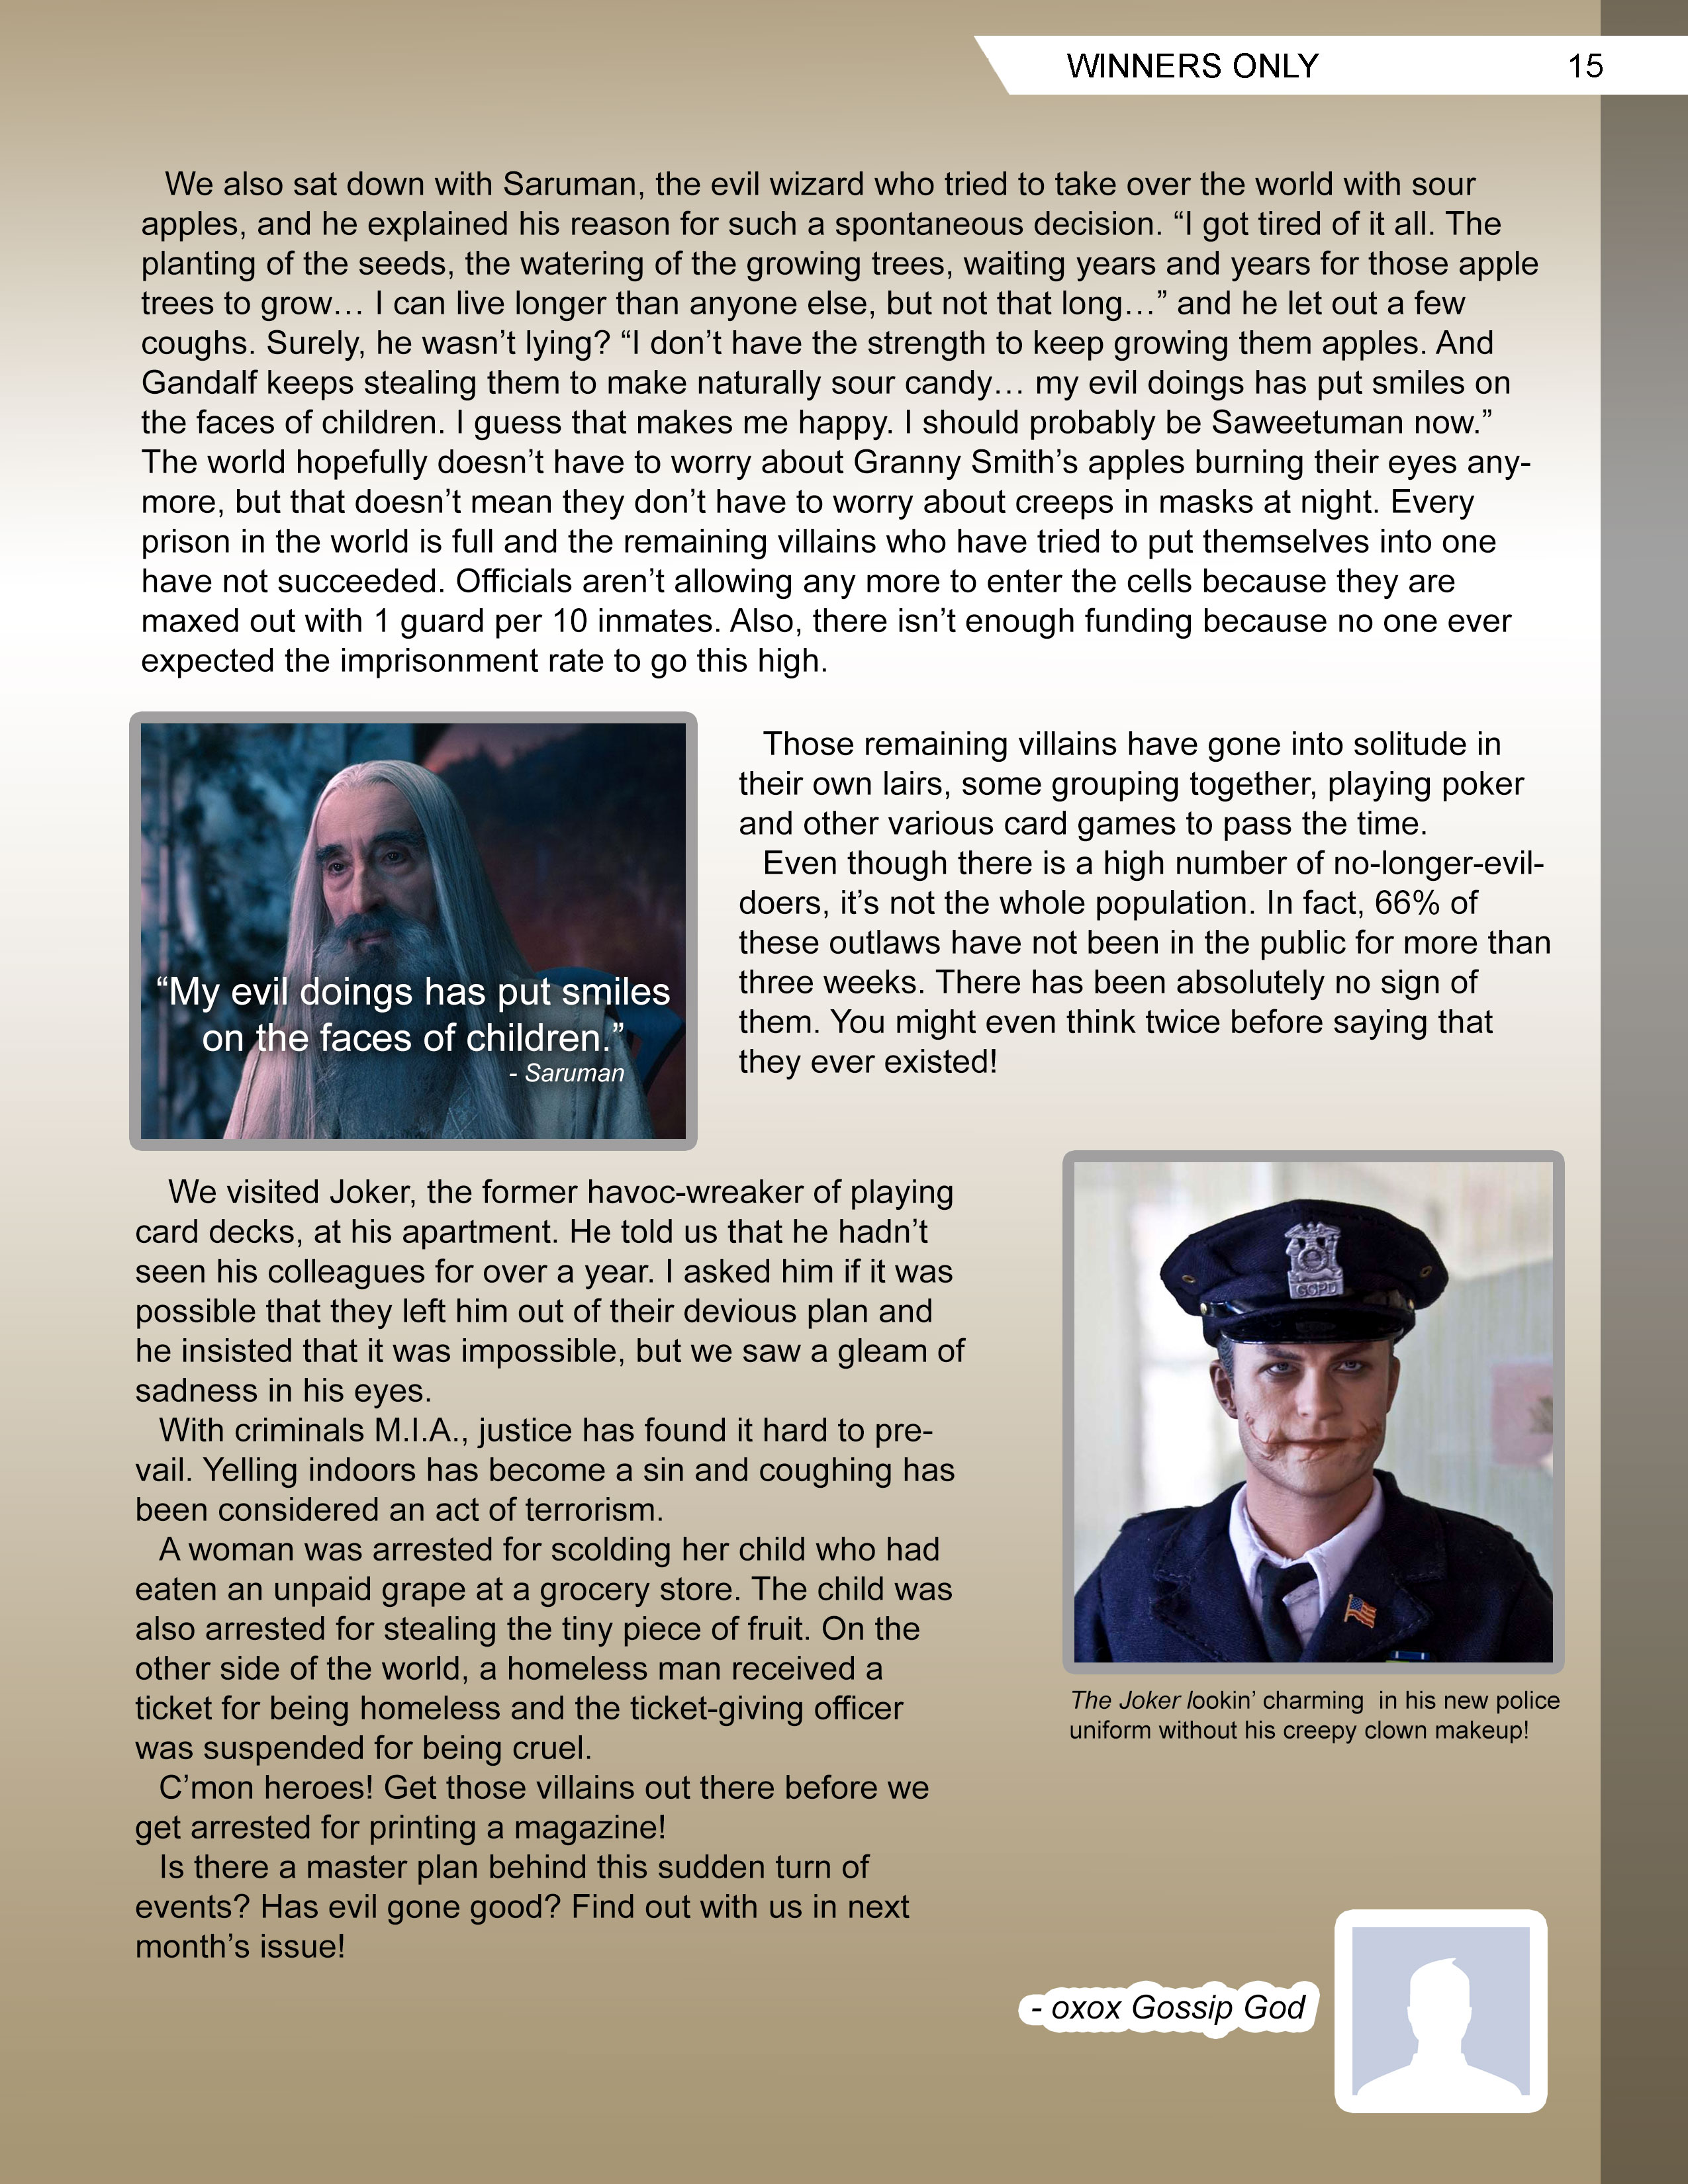 WINNERS ONLY 15
We also sat down with Saruman, the evil wizard who tried to take over the world with sour
apples, and he explained his reason for such a spontaneous decision. “I got tired of it all. The
planting of the seeds, the watering of the growing trees, waiting years and years for those apple
trees to grow… I can live longer than anyone else, but not that long…” and he let out a few
coughs. Surely, he wasn’t lying? “I don’t have the strength to keep growing them apples. And
Gandalf keeps stealing them to make naturally sour candy… my evil doings has put smiles on
the faces of children. I guess that makes me happy. I should probably be Saweetuman now.”
The world hopefully doesn’t have to worry about Granny Smith’s apples burning their eyes any-
more, but that doesn’t mean they don’t have to worry about creeps in masks at night. Every
prison in the world is full and the remaining villains who have tried to put themselves into one
have not succeeded. Officials aren’t allowing any more to enter the cells because they are
maxed out with 1 guard per 10 inmates. Also, there isn’t enough funding because no one ever
expected the imprisonment rate to go this high.
“My evil doings has put smiles
on the faces of children.”
- Saruman
Those remaining villains have gone into solitude in
their own lairs, some grouping together, playing poker
and other various card games to pass the time.
Even though there is a high number of no-longer-evil-
doers, it’s not the whole population. In fact, 66% of
these outlaws have not been in the public for more than
three weeks. There has been absolutely no sign of
them. You might even think twice before saying that
they ever existed!
We visited Joker, the former havoc-wreaker of playing
card decks, at his apartment. He told us that he hadn’t
seen his colleagues for over a year. I asked him if it was
possible that they left him out of their devious plan and
he insisted that it was impossible, but we saw a gleam of
sadness in his eyes.
With criminals M.I.A., justice has found it hard to pre-
vail. Yelling indoors has become a sin and coughing has
been considered an act of terrorism.
A woman was arrested for scolding her child who had
eaten an unpaid grape at a grocery store. The child was
also arrested for stealing the tiny piece of fruit. On the
other side of the world, a homeless man received a
ticket for being homeless and the ticket-giving officer
was suspended for being cruel.
C’mon heroes! Get those villains out there before we
get arrested for printing a magazine!
Is there a master plan behind this sudden turn of
events? Has evil gone good? Find out with us in next
month’s issue!
GCPD
The Joker lookin’ charming in his new police
uniform without his creepy clown makeup!
- oxox Gossip God